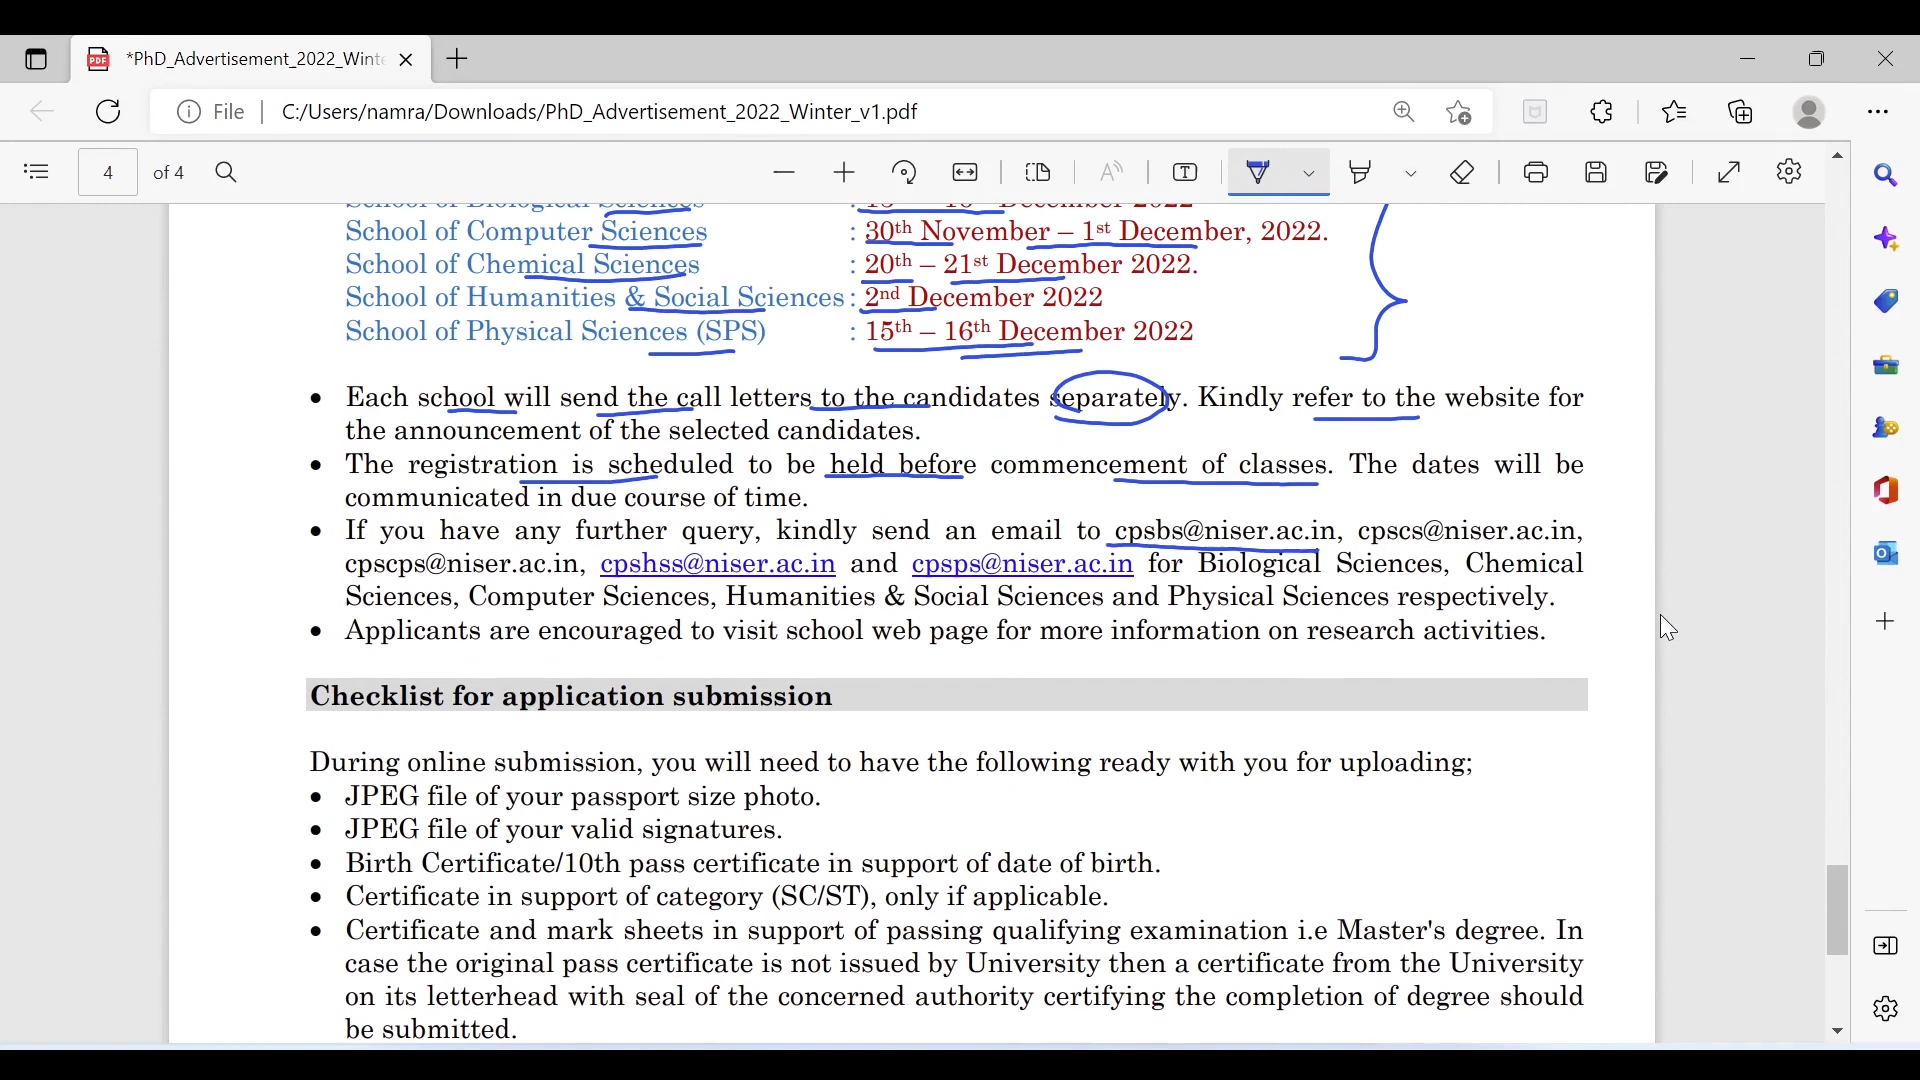 *PhD_Advertisement_2022_Winte
File
C:/Users/namra/Downloads/PhD_Advertisement_2022_Winter_v1.pdf
4 of 4
School of Biological Sciences
School of Computer Sciences : 30th November – 1st December, 2022.
School of Chemical Sciences : 20th – 21st December 2022.
School of Humanities & Social Sciences : 2nd December 2022
School of Physical Sciences (SPS) : 15th – 16th December 2022
• Each school will send the call letters to the candidates separately. Kindly refer to the website for
the announcement of the selected candidates.
• The registration is scheduled to be held before commencement of classes. The dates will be
communicated in due course of time.
• If you have any further query, kindly send an email to cpsbs@niser.ac.in, cpscs@niser.ac.in,
cpscps@niser.ac.in, cpshss@niser.ac.in and cpsps@niser.ac.in for Biological Sciences, Chemical
Sciences, Computer Sciences, Humanities & Social Sciences and Physical Sciences respectively.
• Applicants are encouraged to visit school web page for more information on research activities.
Checklist for application submission
During online submission, you will need to have the following ready with you for uploading;
• JPEG file of your passport size photo.
• JPEG file of your valid signatures.
• Birth Certificate/10th pass certificate in support of date of birth.
• Certificate in support of category (SC/ST), only if applicable.
• Certificate and mark sheets in support of passing qualifying examination i.e Master's degree. In
case the original pass certificate is not issued by University then a certificate from the University
on its letterhead with seal of the concerned authority certifying the completion of degree should
be submitted.